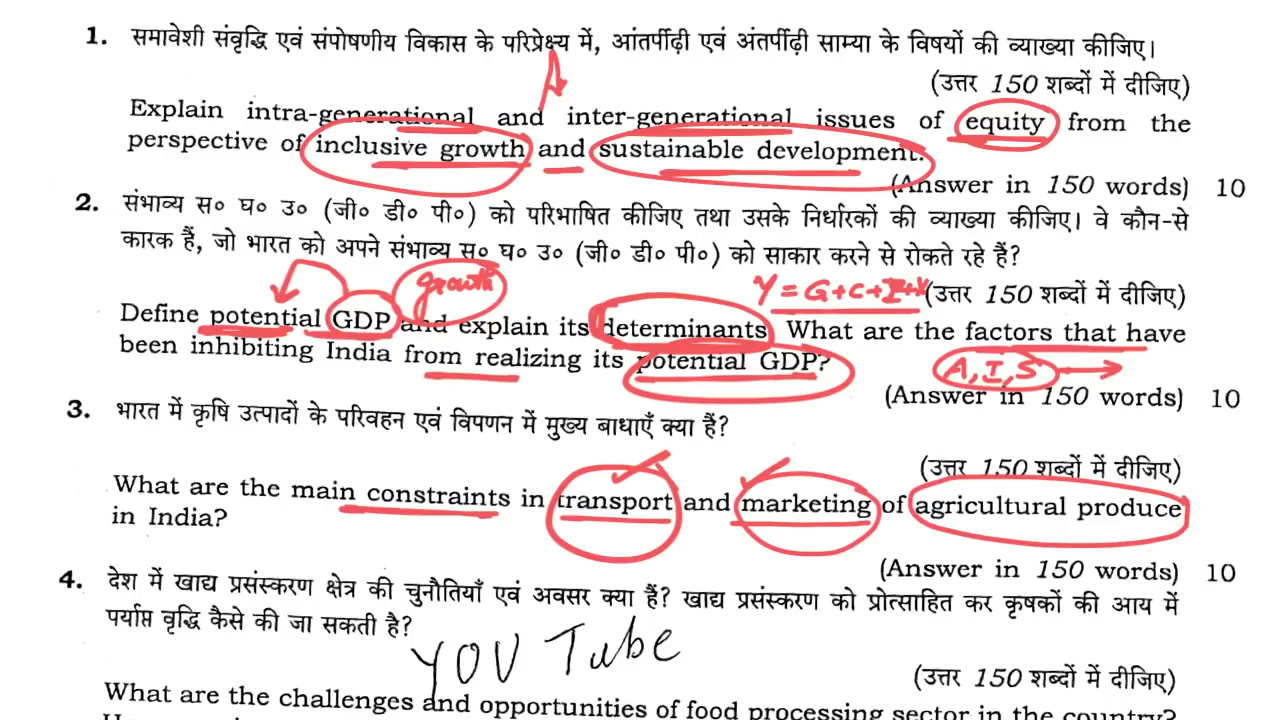 1. समावेशी संवृद्धि एवं संपोषणीय विकास के परिप्रेक्ष्य में, आंतर्पीढ़ी एवं अंतर्पीढ़ी साम्या के विषयों की व्याख्या कीजिए।
(उत्तर 150 शब्दों में दीजिए)
Explain intra-generational and inter-generational issues of equity from the
perspective of inclusive growth and sustainable development.
(Answer in 150 words) 10
2. संभाव्य स० घ० उ० (जी० डी० पी०) को परिभाषित कीजिए तथा उसके निर्धारकों की व्याख्या कीजिए। वे कौन-से
कारक हैं, जो भारत को अपने संभाव्य स० घ० उ० (जी० डी० पी०) को साकार करने से रोकते रहे हैं?
growth
Y = G+C+I+X (उत्तर 150 शब्दों में दीजिए)
Define potential GDP and explain its determinants. What are the factors that have
been inhibiting India from realizing its potential GDP?
A, I, S
(Answer in 150 words) 10
3. भारत में कृषि उत्पादों के परिवहन एवं विपणन में मुख्य बाधाएँ क्या हैं?
(उत्तर 150 शब्दों में दीजिए)
What are the main constraints in transport and marketing of agricultural produce
in India?
(Answer in 150 words) 10
4. देश में खाद्य प्रसंस्करण क्षेत्र की चुनौतियाँ एवं अवसर क्या हैं? खाद्य प्रसंस्करण को प्रोत्साहित कर कृषकों की आय में
पर्याप्त वृद्धि कैसे की जा सकती है?
YOU Tube
(उत्तर 150 शब्दों में दीजिए)
What are the challenges and opportunities of food processing sector in the country?